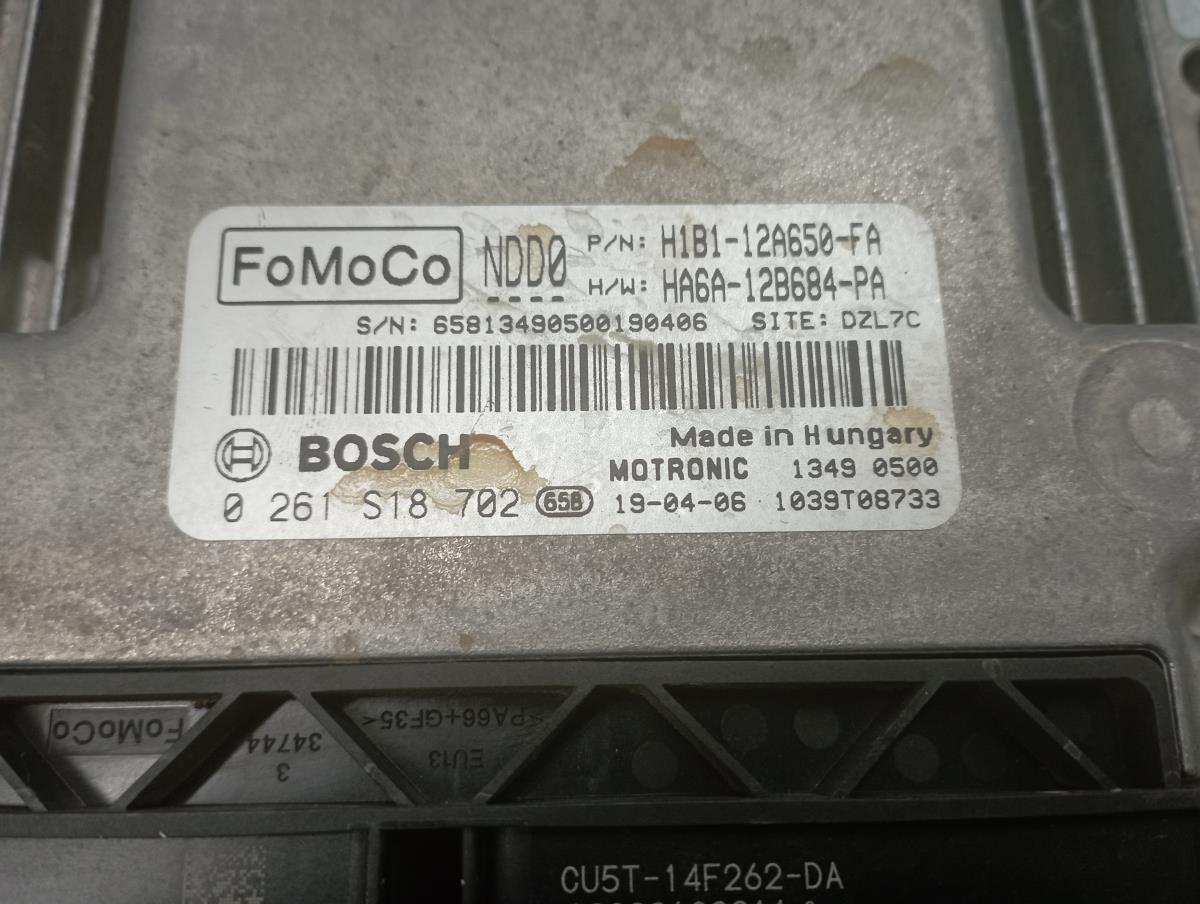 FoMoCo NDD0 P/N: H1B1-12A650-FA
H/W: HA6A-12B684-PA
S/N: 65813490500190406 SITE: DZL7C
BOSCH Made in Hungary
MOTRONIC 1349 0500
0 261 S18 702 65B 19-04-06 1039T08733
FoMoCo
34744
3
>PA66+GF35<
EU13
CU5T-14F262-DA